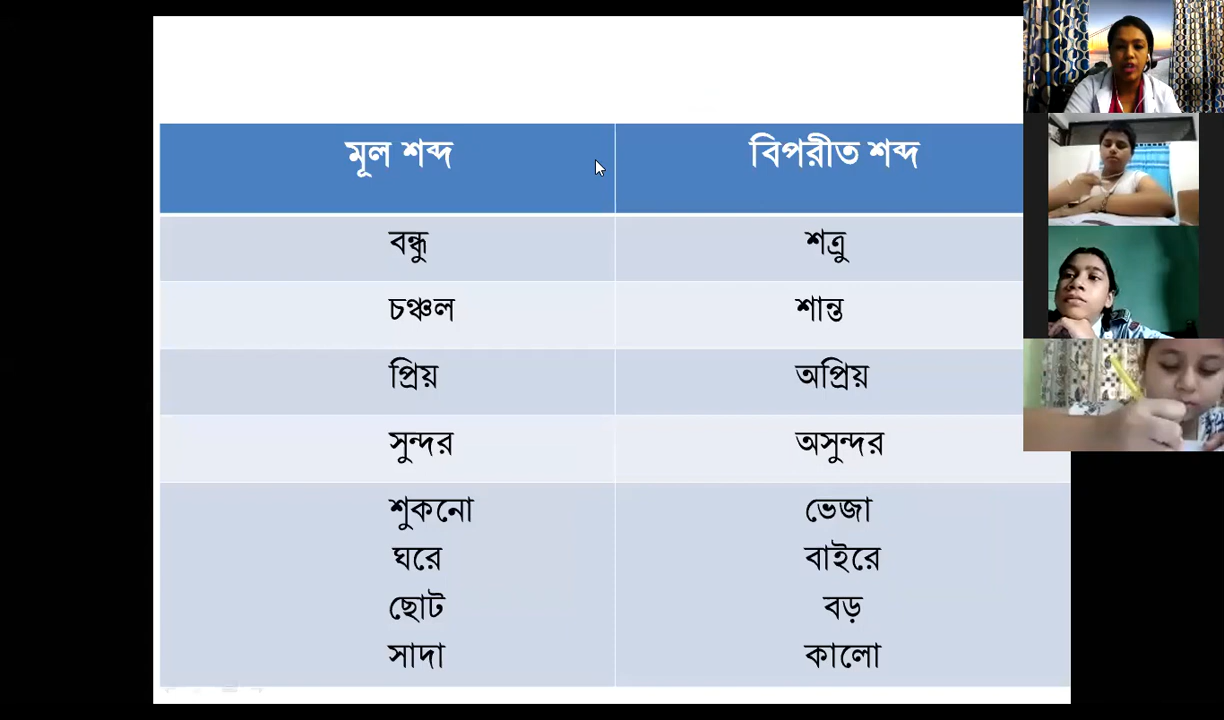 মূল শব্দ বিপরীত শব্দ
বন্ধু শত্রু
চঞ্চল শান্ত
প্রিয় অপ্রিয়
সুন্দর অসুন্দর
শুকনো ভেজা
ঘরে বাইরে
ছোট বড়
সাদা কালো